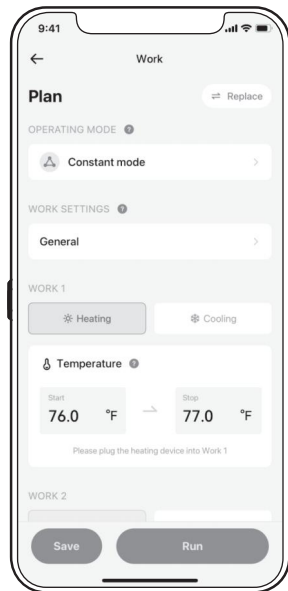 9:41
Work
Plan
Replace
OPERATING MODE ?
Constant mode
WORK SETTINGS ?
General
WORK 1
Heating
Cooling
Temperature ?
Start
76.0 °F
Stop
77.0 °F
Please plug the heating device into Work 1
WORK 2
Save
Run